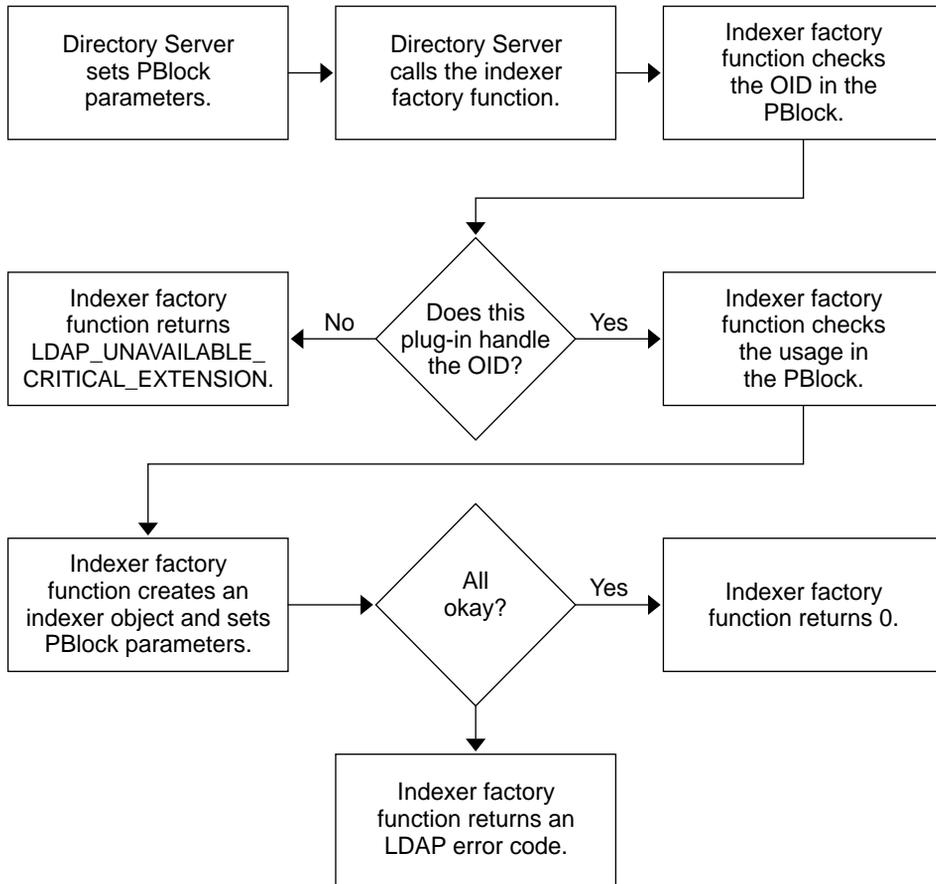 Directory Server
sets PBlock
parameters.
Directory Server
calls the indexer
factory function.
Indexer factory
function checks
the OID in the
PBlock.
Does this
plug-in handle
the OID?
No
Yes
Indexer factory
function returns
LDAP_UNAVAILABLE_
CRITICAL_EXTENSION.
Indexer factory
function checks
the usage in
the PBlock.
Indexer factory
function creates an
indexer object and sets
PBlock parameters.
All
okay?
Yes
Indexer factory
function returns 0.
Indexer factory
function returns an
LDAP error code.